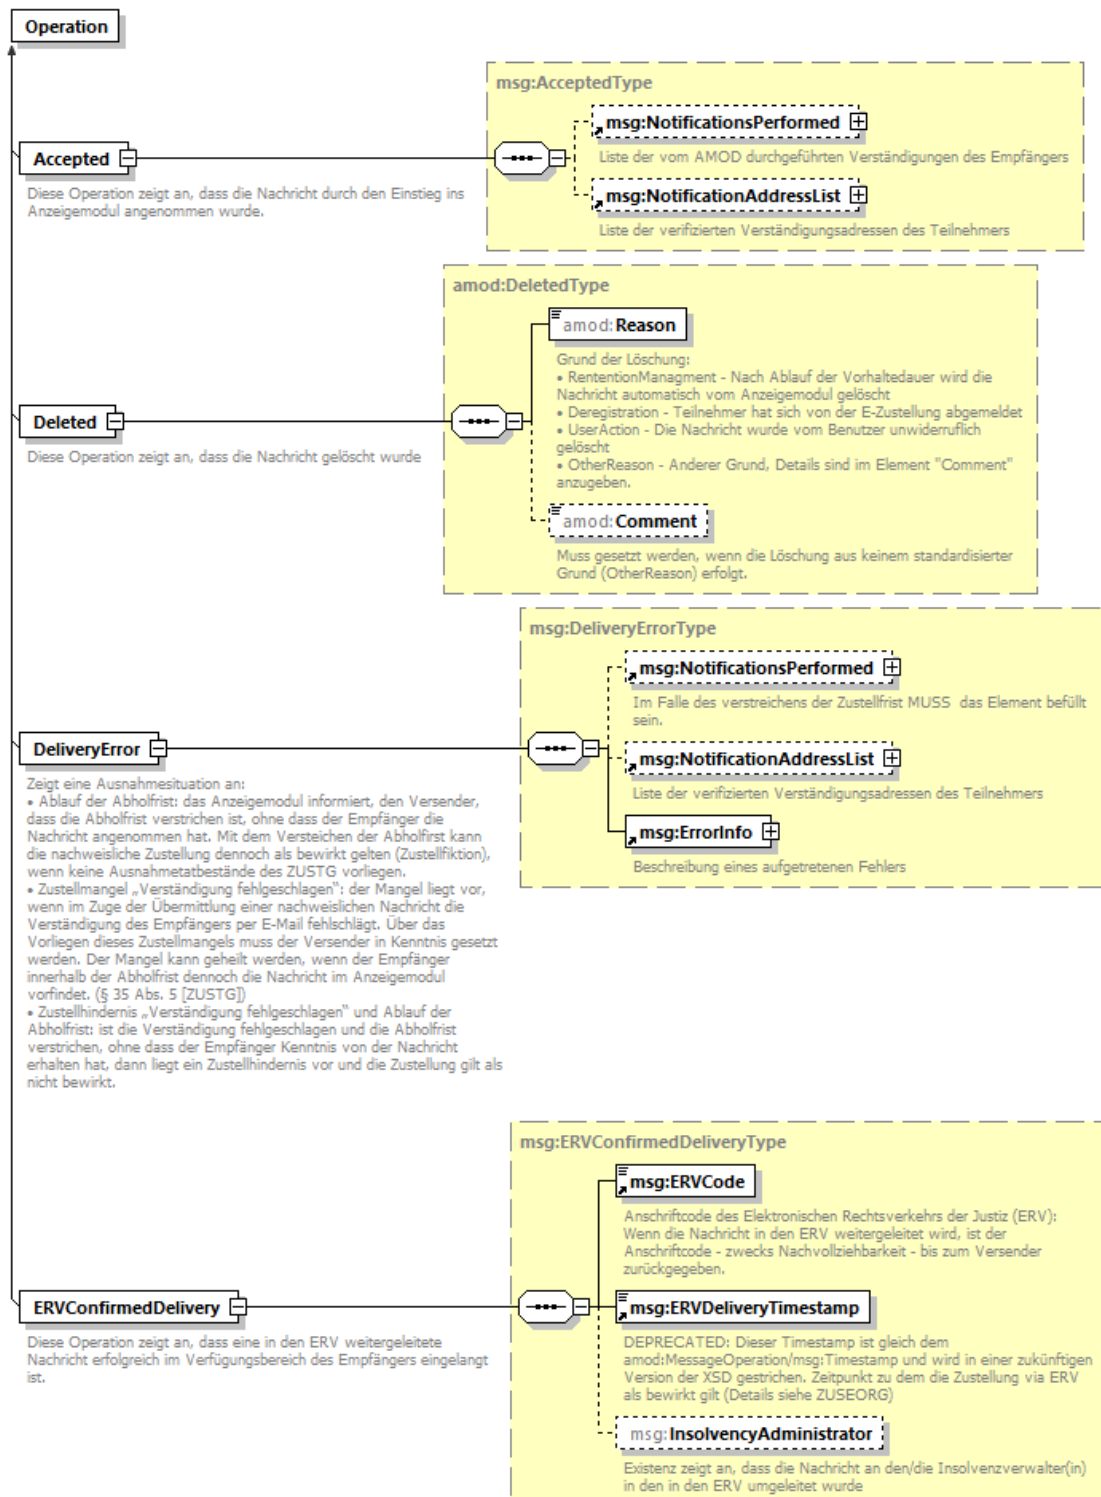 Operation
msg:AcceptedType
msg:NotificationsPerformed
Liste der vom AMOD durchgeführten Verständigungen des Empfängers
Accepted
Diese Operation zeigt an, dass die Nachricht durch den Einstieg ins
Anzeigemodul angenommen wurde.
msg:NotificationAddressList
Liste der verifizierten Verständigungsadressen des Teilnehmers
amod:DeletedType
amod:Reason
Grund der Löschung:
• RententionManagment - Nach Ablauf der Vorhaltedauer wird die
Nachricht automatisch vom Anzeigemodul gelöscht
• Deregistration - Teilnehmer hat sich von der E-Zustellung abgemeldet
• UserAction - Die Nachricht wurde vom Benutzer unwiderruflich
gelöscht
• OtherReason - Anderer Grund, Details sind im Element "Comment"
anzugeben.
Deleted
Diese Operation zeigt an, dass die Nachricht gelöscht wurde
amod:Comment
Muss gesetzt werden, wenn die Löschung aus keinem standardisierter
Grund (OtherReason) erfolgt.
msg:DeliveryErrorType
msg:NotificationsPerformed
Im Falle des verstreichens der Zustellfrist MUSS das Element befüllt
sein.
msg:NotificationAddressList
Liste der verifizierten Verständigungsadressen des Teilnehmers
msg:ErrorInfo
Beschreibung eines aufgetretenen Fehlers
DeliveryError
Zeigt eine Ausnahmesituation an:
• Ablauf der Abholfrist: das Anzeigemodul informiert, den Versender,
dass die Abholfrist verstrichen ist, ohne dass der Empfänger die
Nachricht angenommen hat. Mit dem Versteichen der Abholfirst kann
die nachweisliche Zustellung dennoch als bewirkt gelten (Zustellfiktion),
wenn keine Ausnahmetatbestände des ZUSTG vorliegen.
• Zustellmangel „Verständigung fehlgeschlagen“: der Mangel liegt vor,
wenn im Zuge der Übermittlung einer nachweislichen Nachricht die
Verständigung des Empfängers per E-Mail fehlschlägt. Über das
Vorliegen dieses Zustellmangels muss der Versender in Kenntnis gesetzt
werden. Der Mangel kann geheilt werden, wenn der Empfänger
innerhalb der Abholfrist dennoch die Nachricht im Anzeigemodul
vorfindet. (§ 35 Abs. 5 [ZUSTG])
• Zustellhindernis „Verständigung fehlgeschlagen“ und Ablauf der
Abholfrist: ist die Verständigung fehlgeschlagen und die Abholfrist
verstrichen, ohne dass der Empfänger Kenntnis von der Nachricht
erhalten hat, dann liegt ein Zustellhindernis vor und die Zustellung gilt als
nicht bewirkt.
msg:ERVConfirmedDeliveryType
msg:ERVCode
Anschriftcode des Elektronischen Rechtsverkehrs der Justiz (ERV):
Wenn die Nachricht in den ERV weitergeleitet wird, ist der
Anschriftcode - zwecks Nachvollziehbarkeit - bis zum Versender
zurückgegeben.
ERVConfirmedDelivery
Diese Operation zeigt an, dass eine in den ERV weitergeleitete
Nachricht erfolgreich im Verfügungsbereich des Empfängers eingelangt
ist.
msg:ERVDeliveryTimestamp
DEPRECATED: Dieser Timestamp ist gleich dem
amod:MessageOperation/msg:Timestamp und wird in einer zukünftigen
Version der XSD gestrichen. Zeitpunkt zu dem die Zustellung via ERV
als bewirkt gilt (Details siehe ZUSEORG)
msg:InsolvencyAdministrator
Existenz zeigt an, dass die Nachricht an den/die Insolvenzverwalter(in)
in den in den ERV umgeleitet wurde